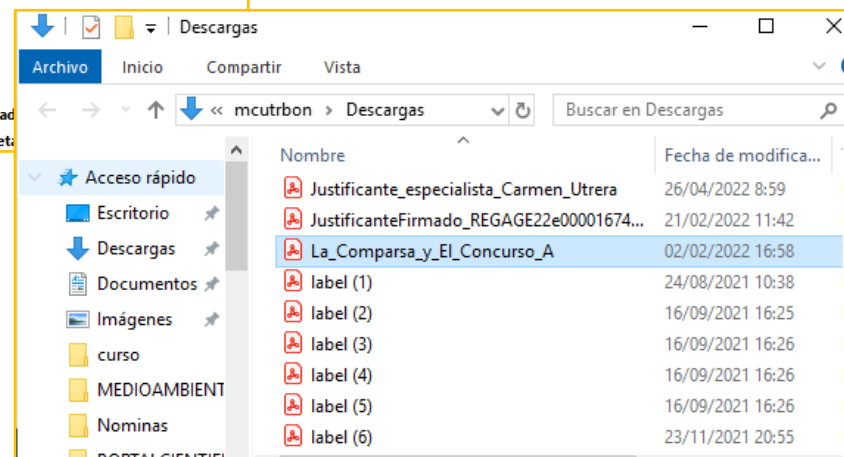 Descargas
Archivo Inicio Compartir Vista
« mcutrbon > Descargas
Buscar en Descargas
Nombre Fecha de modifica...
Acceso rápido
Escritorio
Descargas
Documentos
Imágenes
curso
MEDIOAMBIENT
Nominas
Justificante_especialista_Carmen_Utrera 26/04/2022 8:59
JustificanteFirmado_REGAGE22e00001674... 21/02/2022 11:42
La_Comparsa_y_El_Concurso_A 02/02/2022 16:58
label (1) 24/08/2021 10:38
label (2) 16/09/2021 16:25
label (3) 16/09/2021 16:26
label (4) 16/09/2021 16:26
label (5) 16/09/2021 16:26
label (6) 23/11/2021 20:55